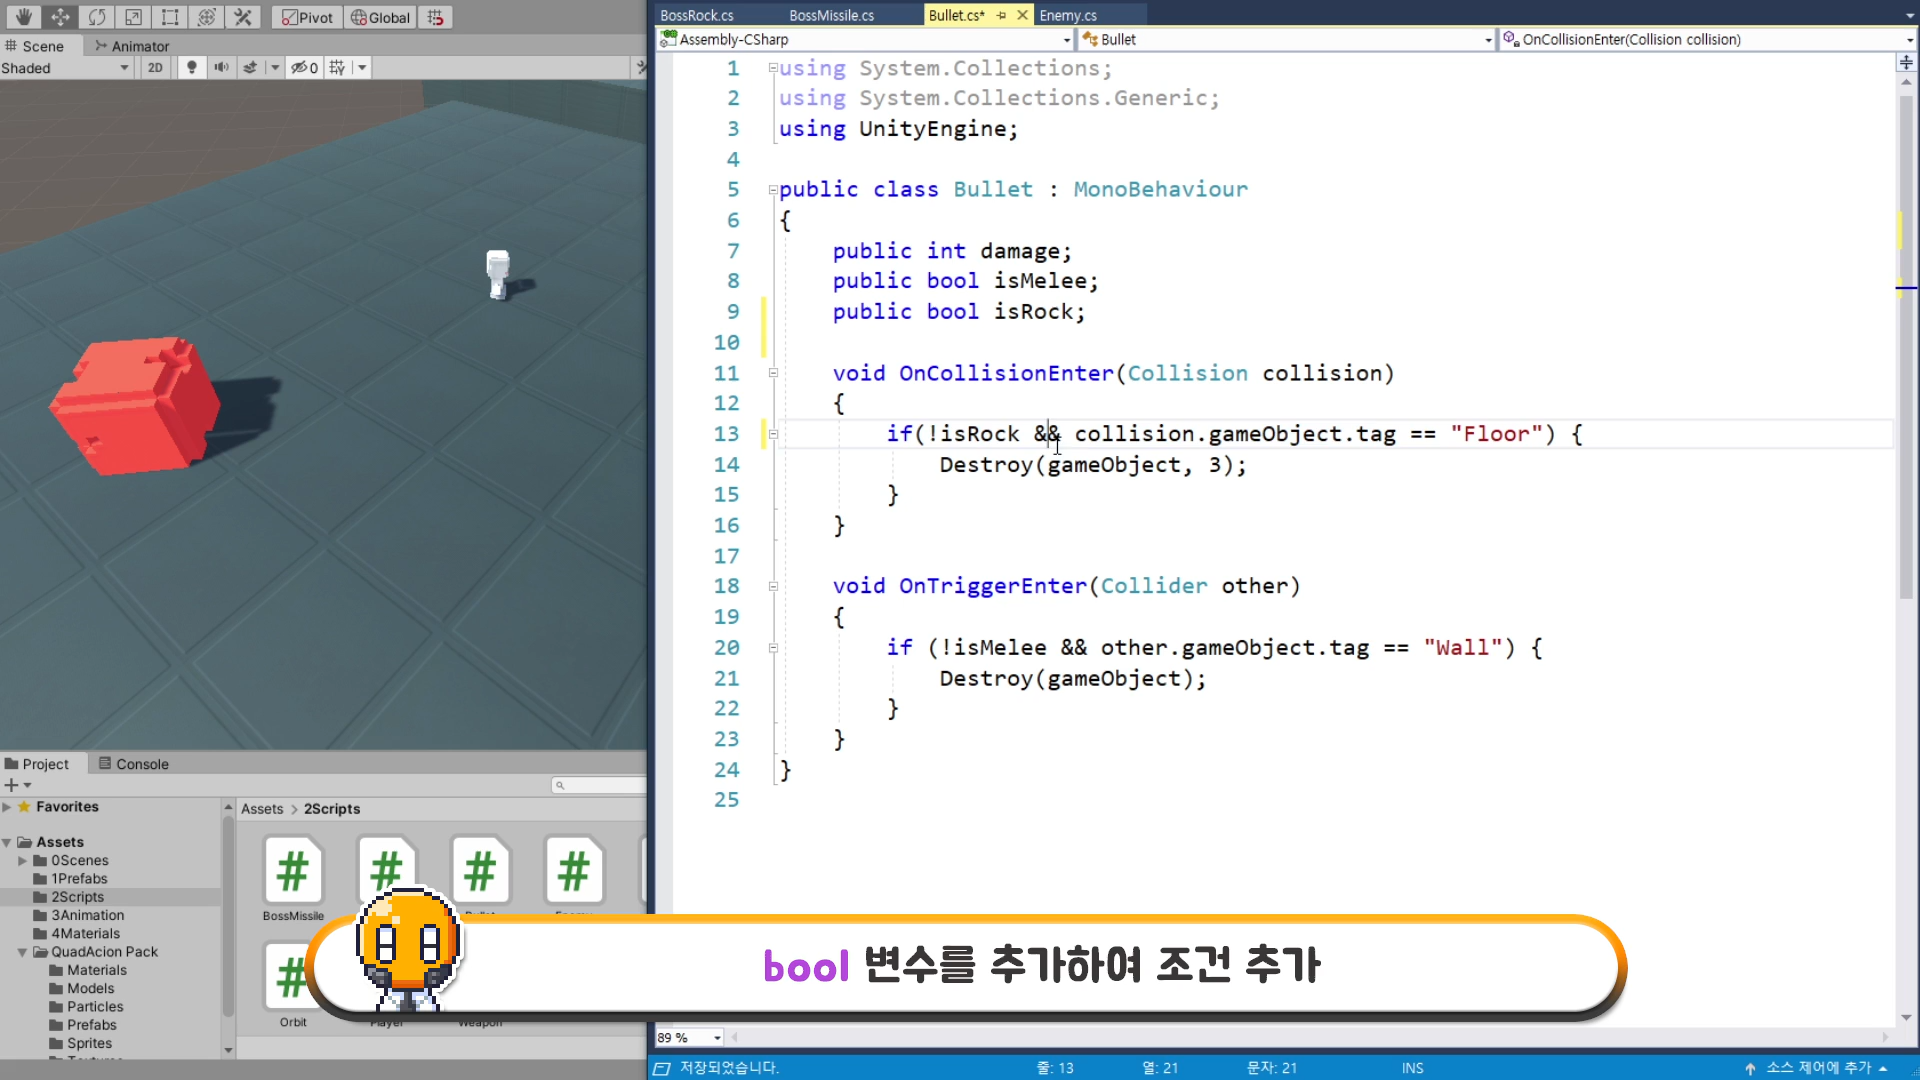 Pivot Global
Scene Animator
Shaded 2D 0
BossRock.cs BossMissile.cs Bullet.cs* Enemy.cs
Assembly-CSharp Bullet OnCollisionEnter(Collision collision)
1 using System.Collections;
2 using System.Collections.Generic;
3 using UnityEngine;
4
5 public class Bullet : MonoBehaviour
6 {
7 public int damage;
8 public bool isMelee;
9 public bool isRock;
10
11 void OnCollisionEnter(Collision collision)
12 {
13 if(!isRock && collision.gameObject.tag == "Floor") {
14 Destroy(gameObject, 3);
15 }
16 }
17
18 void OnTriggerEnter(Collider other)
19 {
20 if (!isMelee && other.gameObject.tag == "Wall") {
21 Destroy(gameObject);
22 }
23 }
24 }
25
Project Console
Favorites
Assets
0Scenes
1Prefabs
2Scripts
3Animation
4Materials
QuadAcion Pack
Materials
Models
Particles
Prefabs
Sprites
Assets > 2Scripts
BossMissile
Orbit Player Weapon
bool 변수를 추가하여 조건 추가
89 %
저장되었습니다. 줄: 13 열: 21 문자: 21 INS 소스 제어에 추가